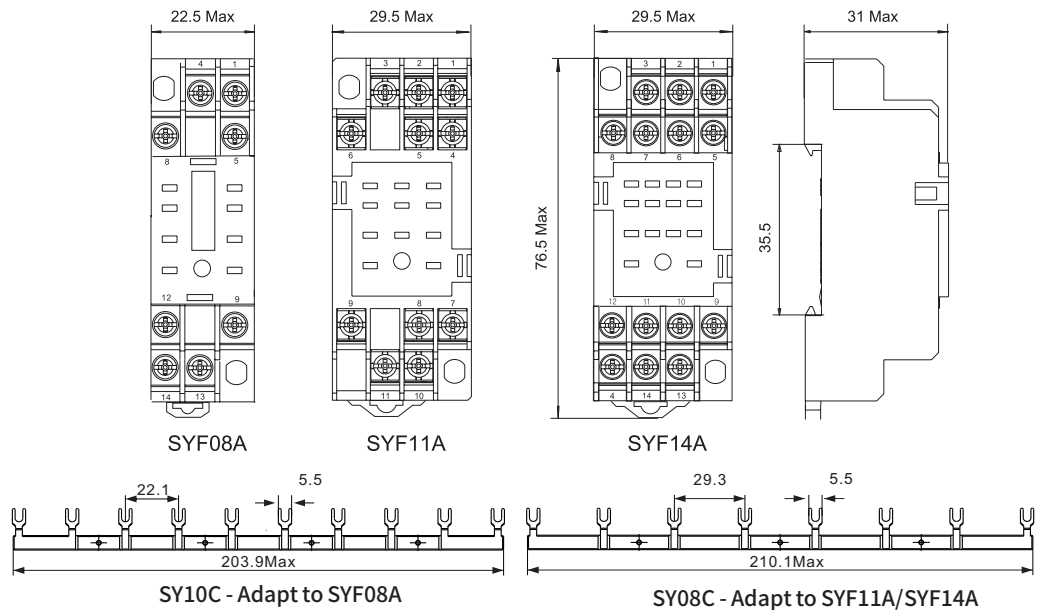 22.5 Max
29.5 Max
29.5 Max
31 Max
4 1
8 5
12 9
14 13
SYF08A
3 2 1
6 5 4
9 8 7
11 10
SYF11A
3 2 1
8 7 6 5
12 11 10 9
4 14 13
SYF14A
76.5 Max
35.5
22.1
5.5
203.9Max
SY10C - Adapt to SYF08A
29.3
5.5
210.1Max
SY08C - Adapt to SYF11A/SYF14A